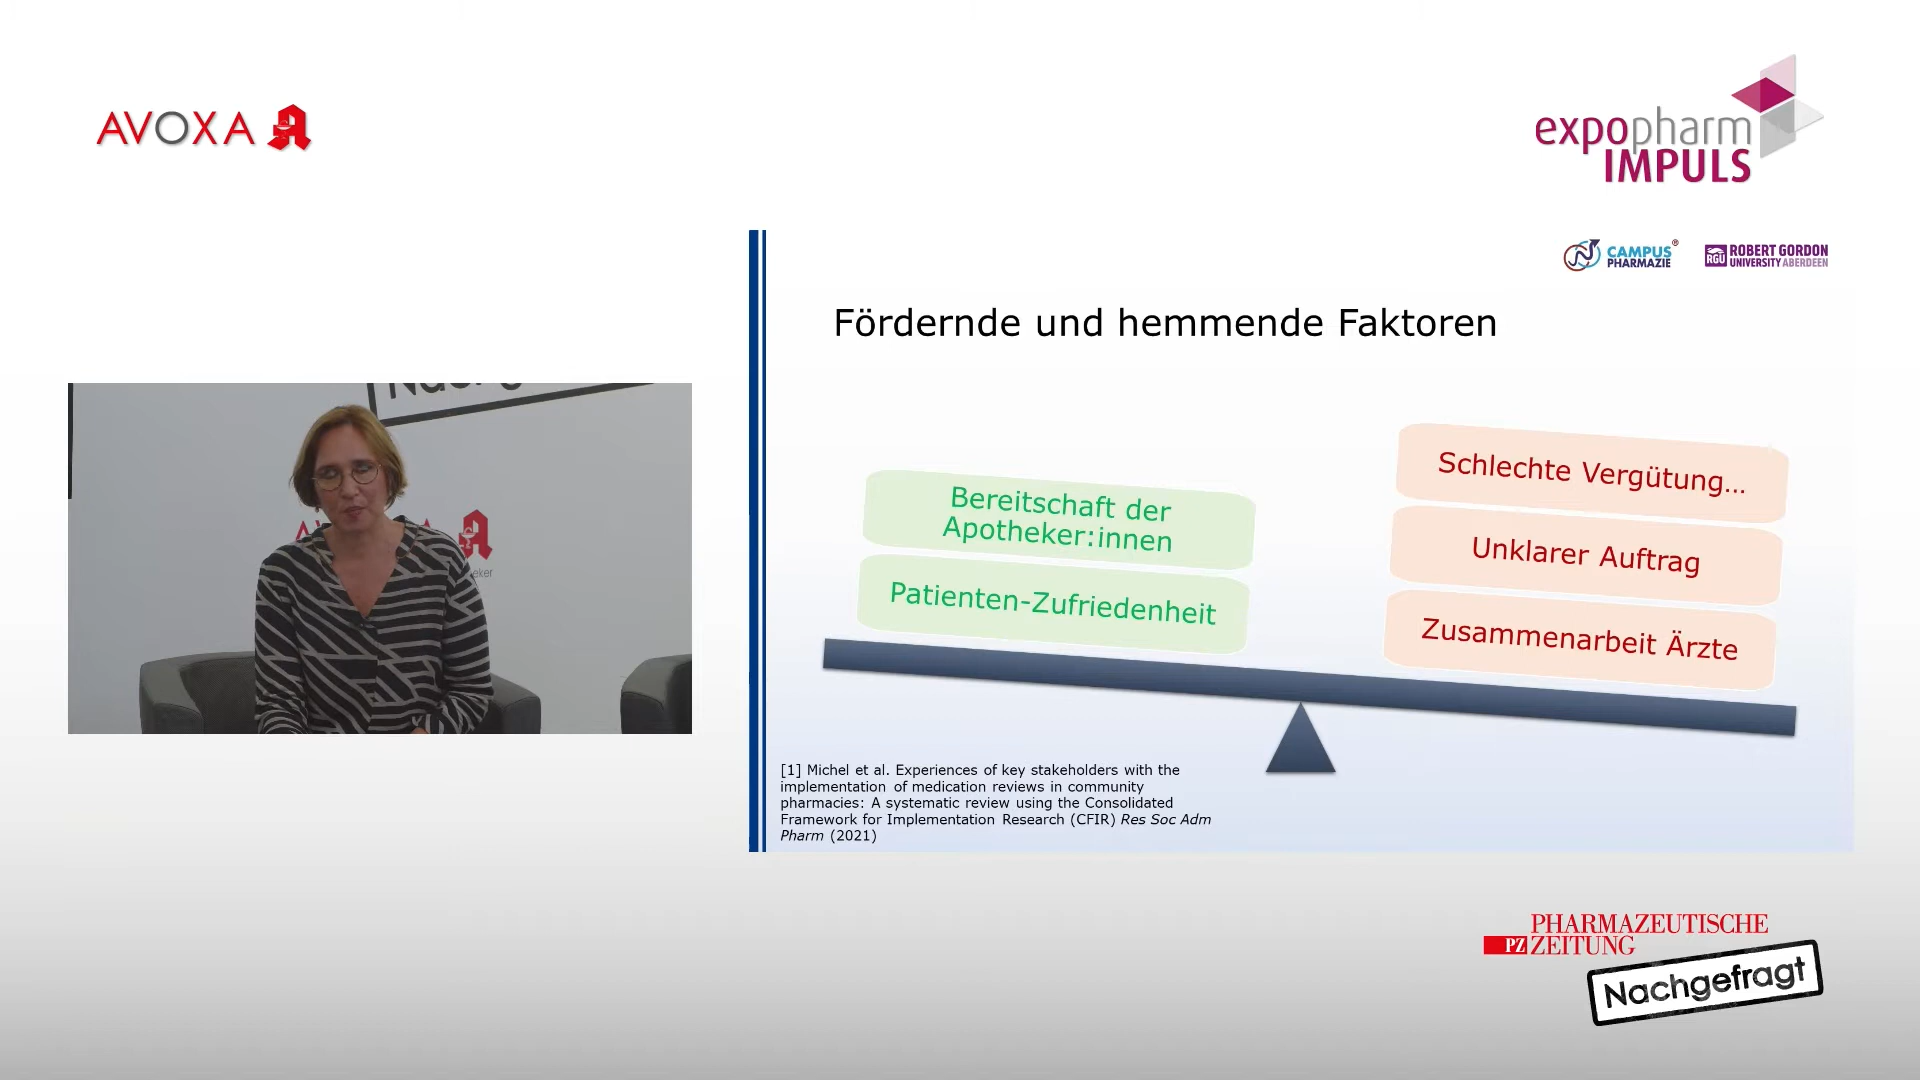 AVOXA
expopharm
IMPULS
CAMPUS
PHARMAZIE
RGU
ROBERT GORDON
UNIVERSITY ABERDEEN
Fördernde und hemmende Faktoren
Bereitschaft der
Apotheker:innen
Patienten-Zufriedenheit
Schlechte Vergütung...
Unklarer Auftrag
Zusammenarbeit Ärzte
[1] Michel et al. Experiences of key stakeholders with the
implementation of medication reviews in community
pharmacies: A systematic review using the Consolidated
Framework for Implementation Research (CFIR) Res Soc Adm
Pharm (2021)
PHARMAZEUTISCHE
PZ ZEITUNG
Nachgefragt